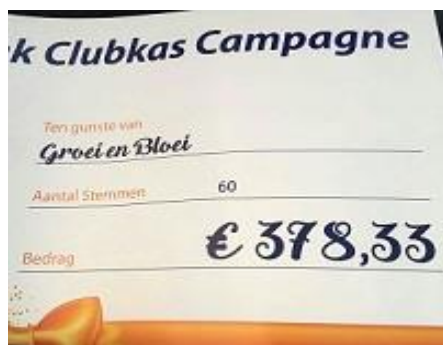 k Clubkas Campagne
Ten gunste van
Groei en Bloei
Aantal Stemmen 60
Bedrag € 378,33